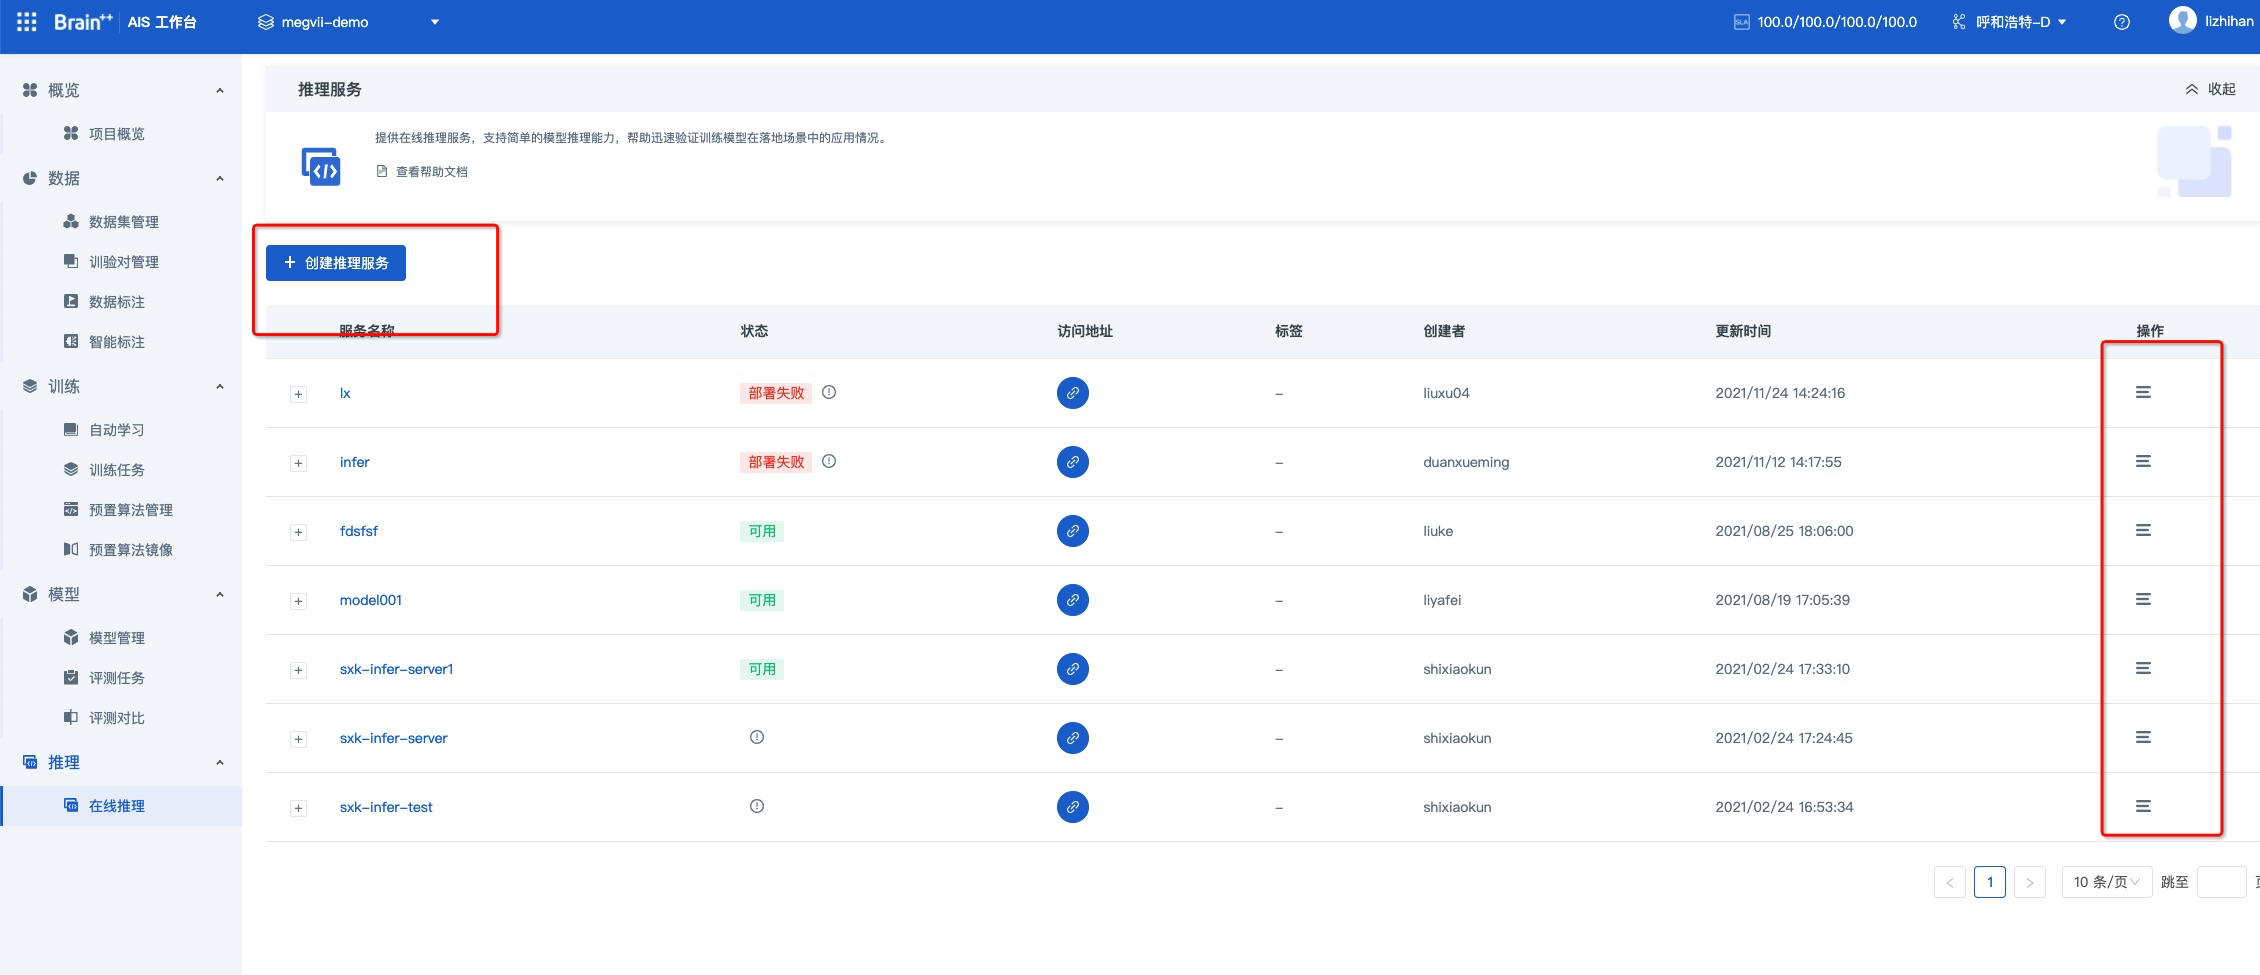 Brain++ AIS 工作台 megvii-demo 100.0/100.0/100.0/100.0 呼和浩特-D lizhihan
概览
项目概览
数据
数据集管理
训验对管理
数据标注
智能标注
训练
自动学习
训练任务
预置算法管理
预置算法镜像
模型
模型管理
评测任务
评测对比
推理
在线推理
推理服务 收起
提供在线推理服务，支持简单的模型推理能力，帮助迅速验证训练模型在落地场景中的应用情况。
查看帮助文档
+ 创建推理服务
服务名称 状态 访问地址 标签 创建者 更新时间 操作
lx 部署失败 – liuxu04 2021/11/24 14:24:16
infer 部署失败 – duanxueming 2021/11/12 14:17:55
fdsfsf 可用 – liuke 2021/08/25 18:06:00
model001 可用 – liyafei 2021/08/19 17:05:39
sxk-infer-server1 可用 – shixiaokun 2021/02/24 17:33:10
sxk-infer-server – shixiaokun 2021/02/24 17:24:45
sxk-infer-test – shixiaokun 2021/02/24 16:53:34
< 1 > 10 条/页 跳至